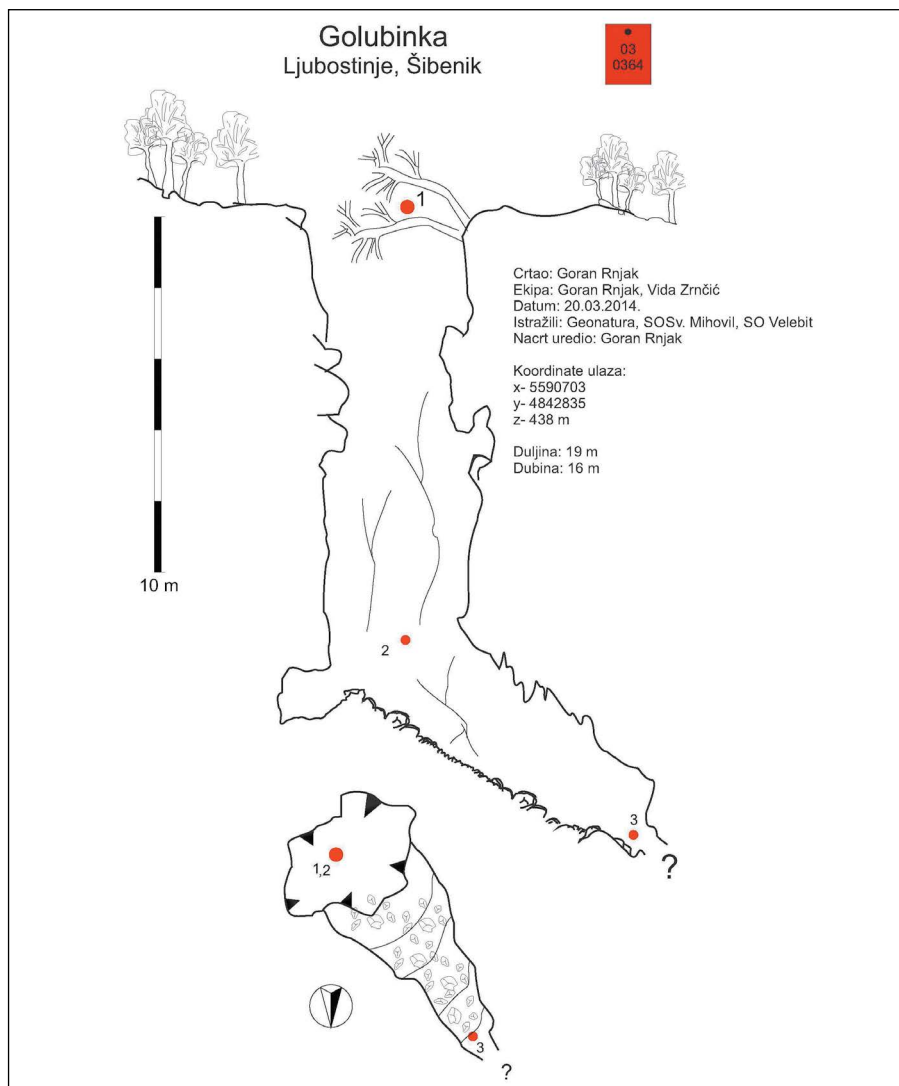 Golubinka
Ljubostinje, Šibenik
03
0364
1
Crtao: Goran Rnjak
Ekipa: Goran Rnjak, Vida Zrnčić
Datum: 20.03.2014.
Istražili: Geonatura, SOSv. Mihovil, SO Velebit
Nacrt uredio: Goran Rnjak
Koordinate ulaza:
x- 5590703
y- 4842835
z- 438 m
Duljina: 19 m
Dubina: 16 m
10 m
2
3
?
1,2
3
?